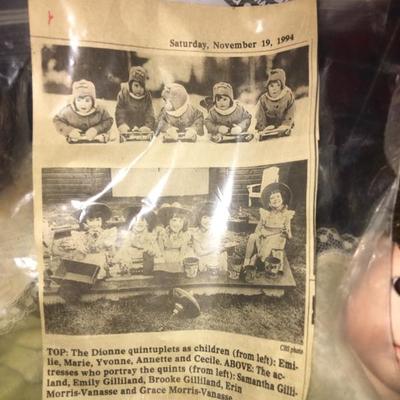 Saturday, November 19, 1994
CBS photo
TOP: The Dionne quintuplets as children (from left): Emi-
lie, Marie, Yvonne, Annette and Cecile. ABOVE: The ac-
tresses who portray the quints (from left): Samantha Gilli-
land, Emily Gilliland, Brooke Gilliland, Erin
Morris-Vanasse and Grace Morris-Vanasse